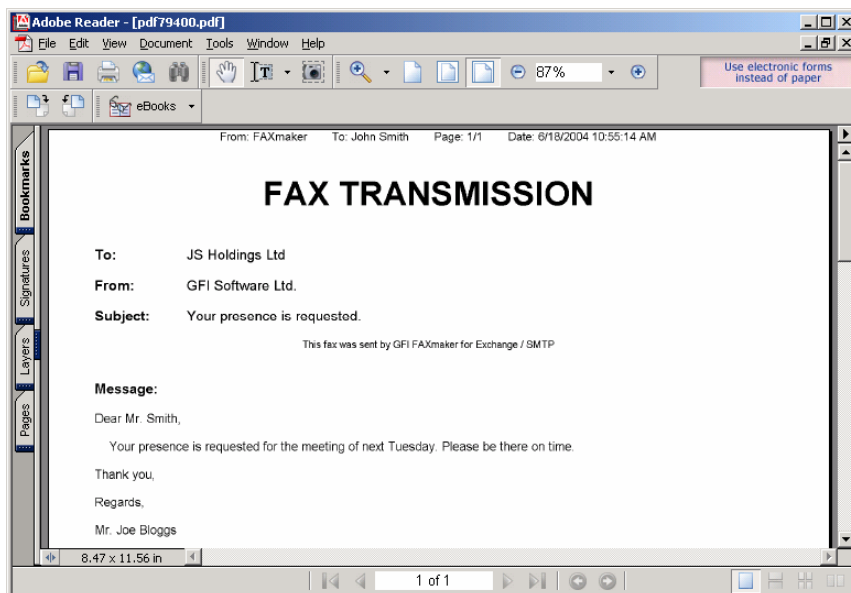 Adobe Reader - [pdf79400.pdf]
File Edit View Document Tools Window Help
87%
Use electronic forms
instead of paper
eBooks
From: FAXmaker To: John Smith Page: 1/1 Date: 6/18/2004 10:55:14 AM
FAX TRANSMISSION
To: JS Holdings Ltd
From: GFI Software Ltd.
Subject: Your presence is requested.
This fax was sent by GFI FAXmaker for Exchange / SMTP
Message:
Dear Mr. Smith,
Your presence is requested for the meeting of next Tuesday. Please be there on time.
Thank you,
Regards,
Mr. Joe Bloggs
Bookmarks
Signatures
Layers
Pages
8.47 x 11.56 in
1 of 1